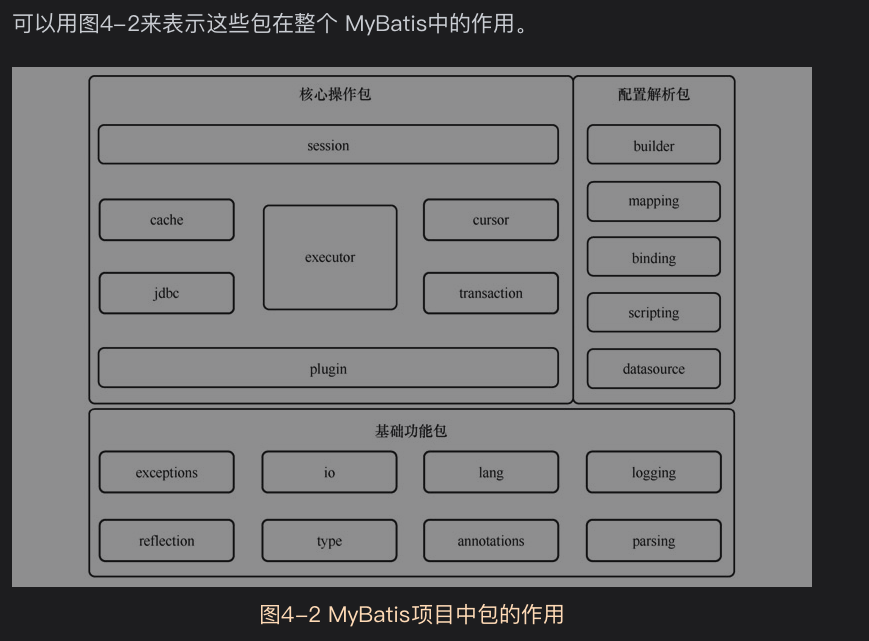 可以用图4-2来表示这些包在整个 MyBatis中的作用。
核心操作包
session
cache
executor
cursor
jdbc
transaction
plugin
配置解析包
builder
mapping
binding
scripting
datasource
基础功能包
exceptions
io
lang
logging
reflection
type
annotations
parsing
图4-2 MyBatis项目中包的作用